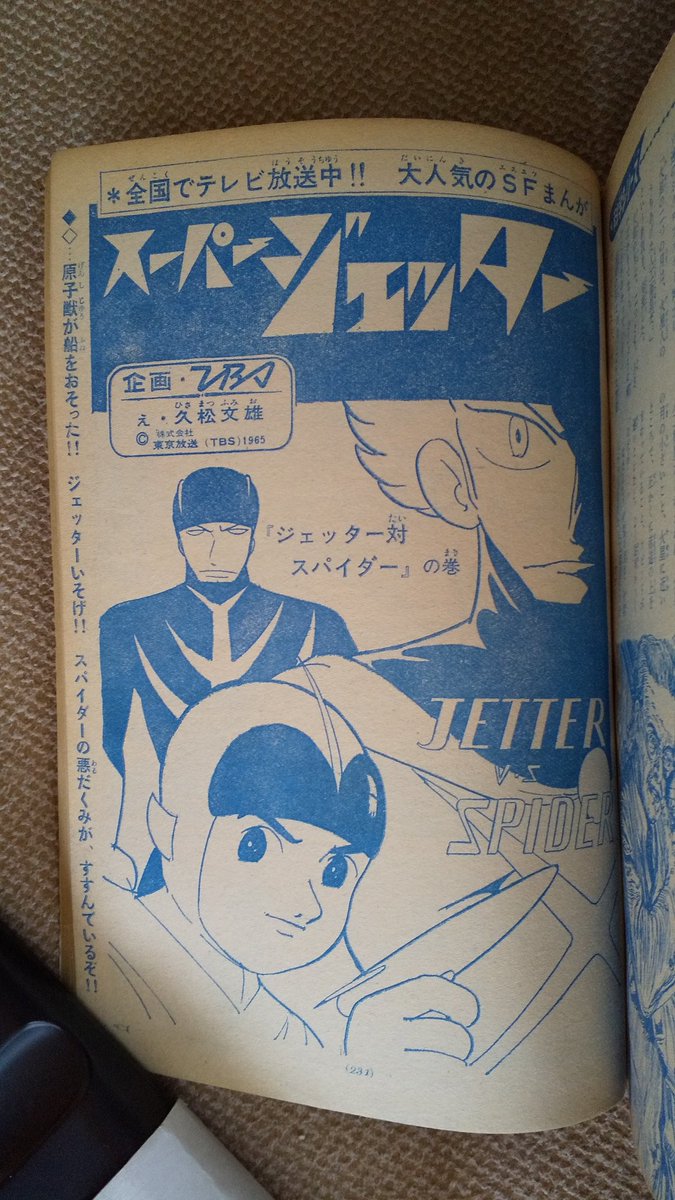 *全国でテレビ放送中!! 大人気のSFまんが
スーパージェッター
企画・TBS
え・久松文雄
© 株式会社東京放送 (TBS) 1965
『ジェッター対
スパイダー』の巻
JETTER
V・S
SPIDER
◆◇…原子獣が船をおそった!! ジェッターいそげ!! スパイダーの悪だくみが、すすんでいるぞ!!
(231)